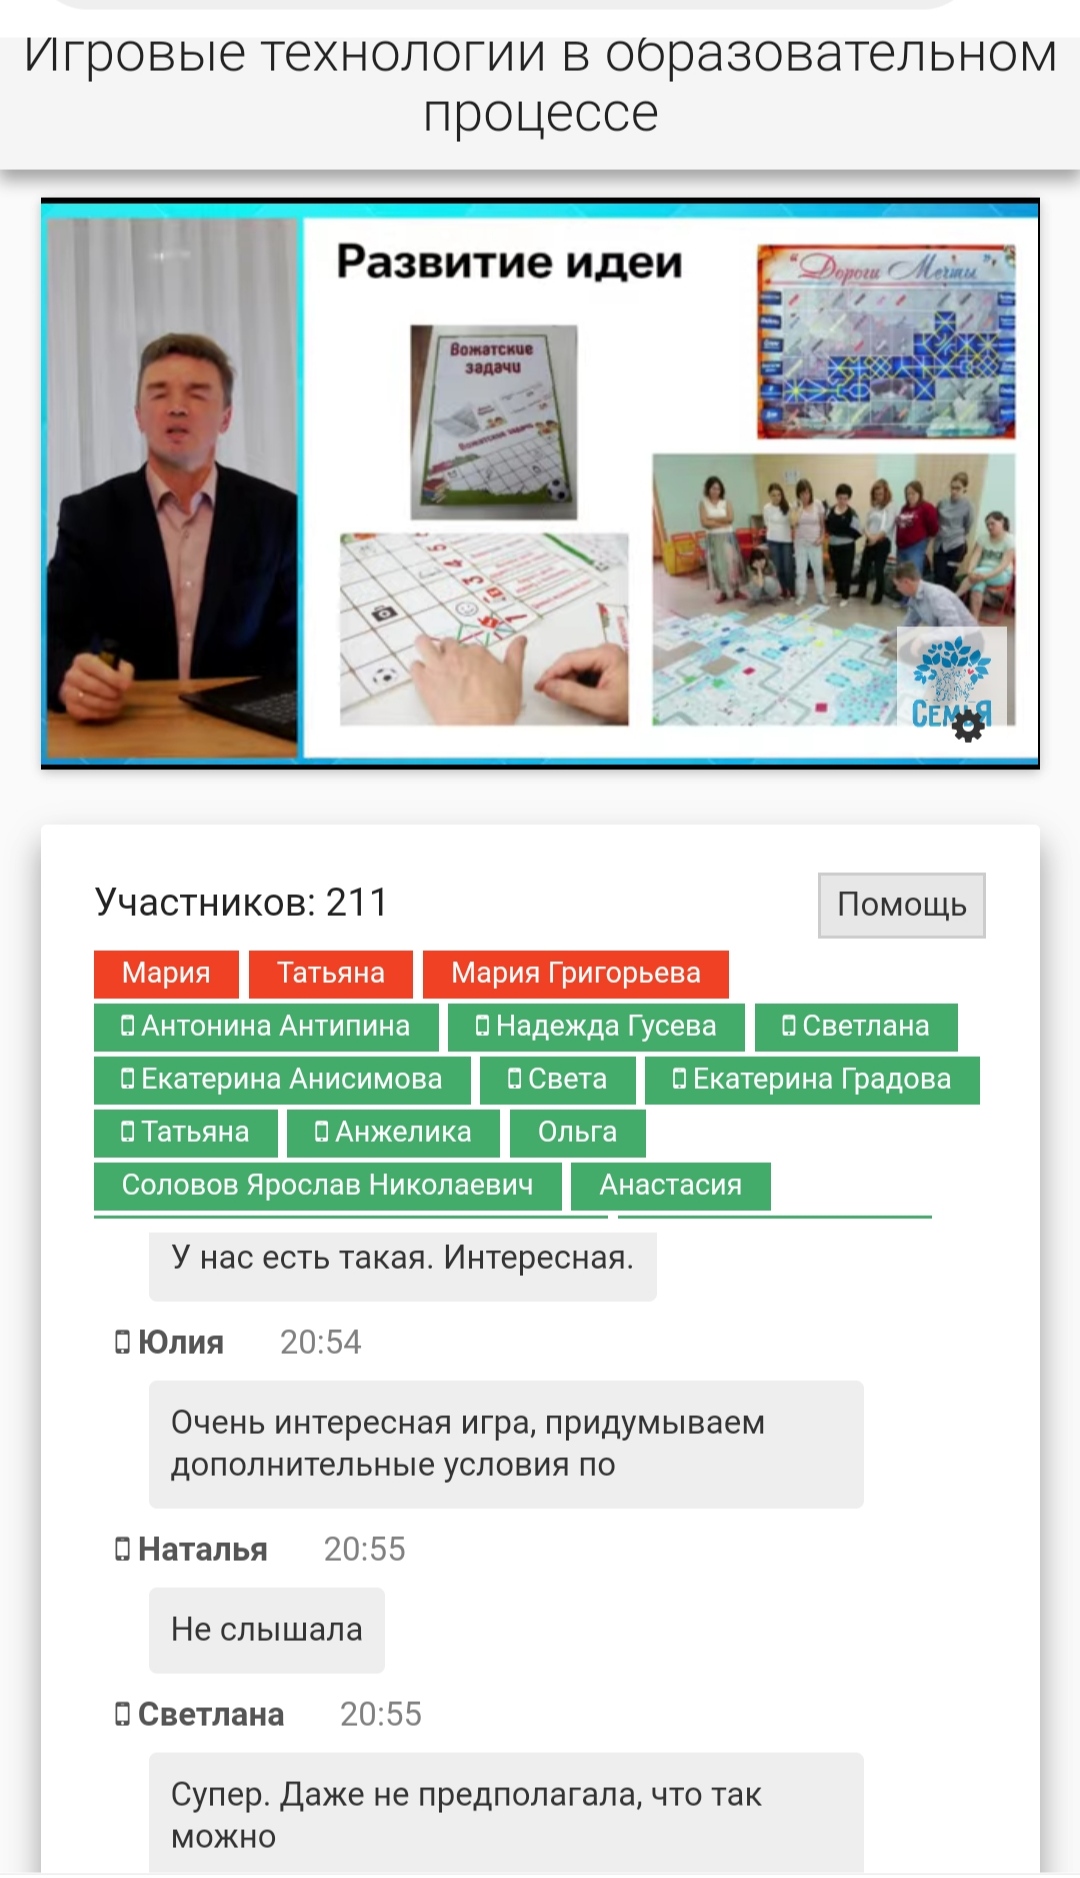 Игровые технологии в образовательном
процессе
Развитие идеи
"Дороги Мечты"
Вожатские
задачи
Вожатские задачи
СЕМЬЯ
Участников: 211
Помощь
Мария
Татьяна
Мария Григорьева
Антонина Антипина
Надежда Гусева
Светлана
Екатерина Анисимова
Света
Екатерина Градова
Татьяна
Анжелика
Ольга
Соловов Ярослав Николаевич
Анастасия
У нас есть такая. Интересная.
Юлия 20:54
Очень интересная игра, придумываем
дополнительные условия по
Наталья 20:55
Не слышала
Светлана 20:55
Супер. Даже не предполагала, что так
можно